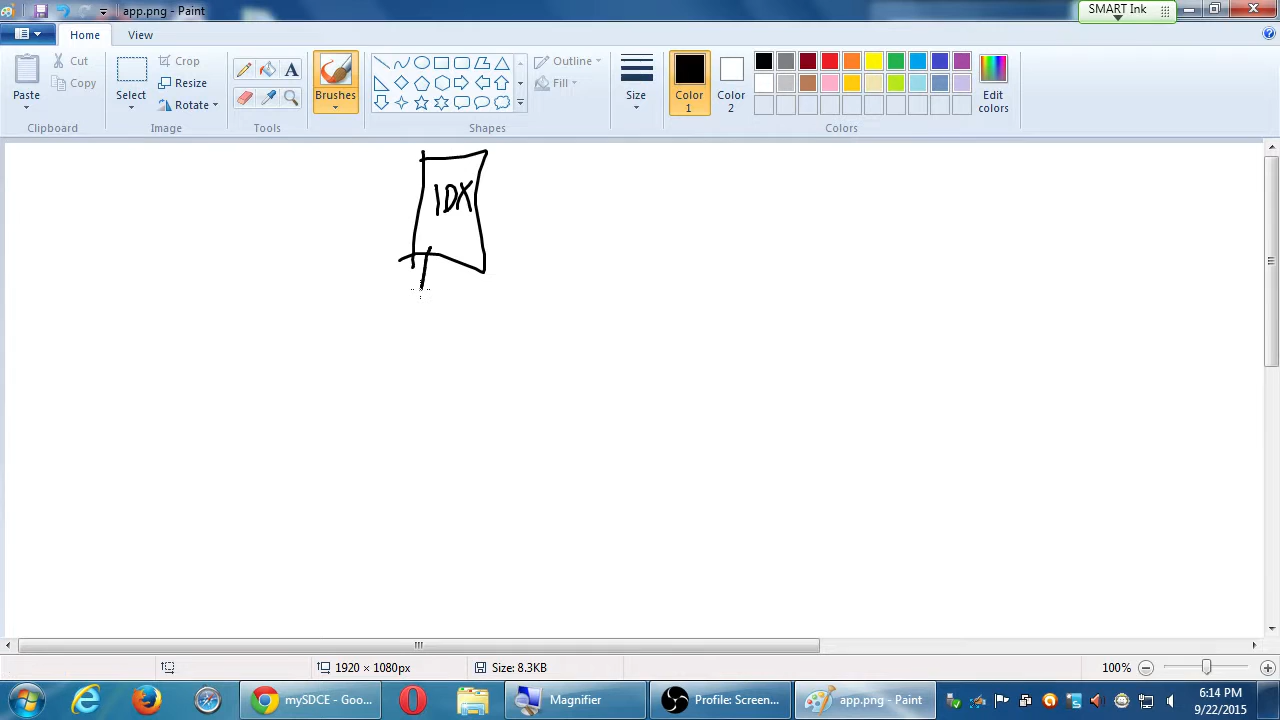 app.png - Paint
SMART Ink
Home
View
Paste
Cut
Copy
Clipboard
Select
Crop
Resize
Rotate
Image
A
Tools
Brushes
Shapes
Outline
Fill
Size
Color
1
Color
2
Edit
colors
Colors
IDX
1920 × 1080px
Size: 8.3KB
100%
mySDCE - Goo...
Magnifier
Profile: Screen...
app.png - Paint
6:14 PM
9/22/2015